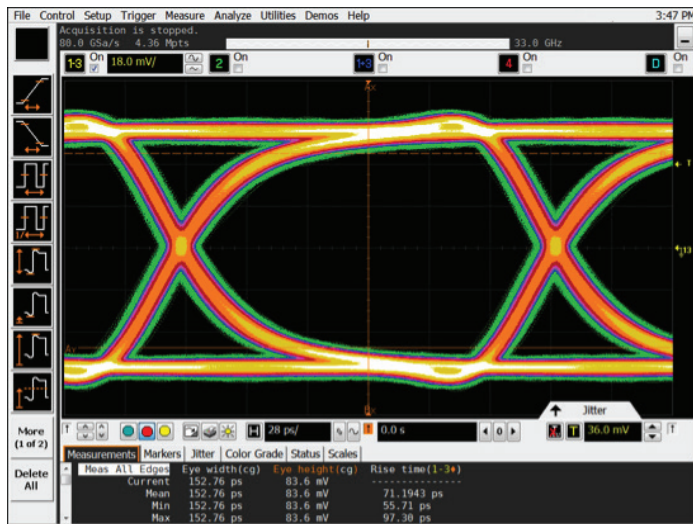 File Control Setup Trigger Measure Analyze Utilities Demos Help 3:47 PM
Acquisition is stopped.
80.0 GSa/s 4.36 Mpts 33.0 GHz
1-3 On 18.0 mV/ 2 On 1+3 On 4 On D On
Ax
T
13
Ay
Bx
Jitter
More
(1 of 2)
H 28 ps/ 0.0 s 0 T 36.0 mV
Delete
All
Measurements Markers Jitter Color Grade Status Scales
Meas All Edges Eye width(cg) Eye height(cg) Rise time(1-3♦)
Current 152.76 ps 83.6 mV ---------------
Mean 152.76 ps 83.6 mV 71.1943 ps
Min 152.76 ps 83.6 mV 55.71 ps
Max 152.76 ps 83.6 mV 97.30 ps